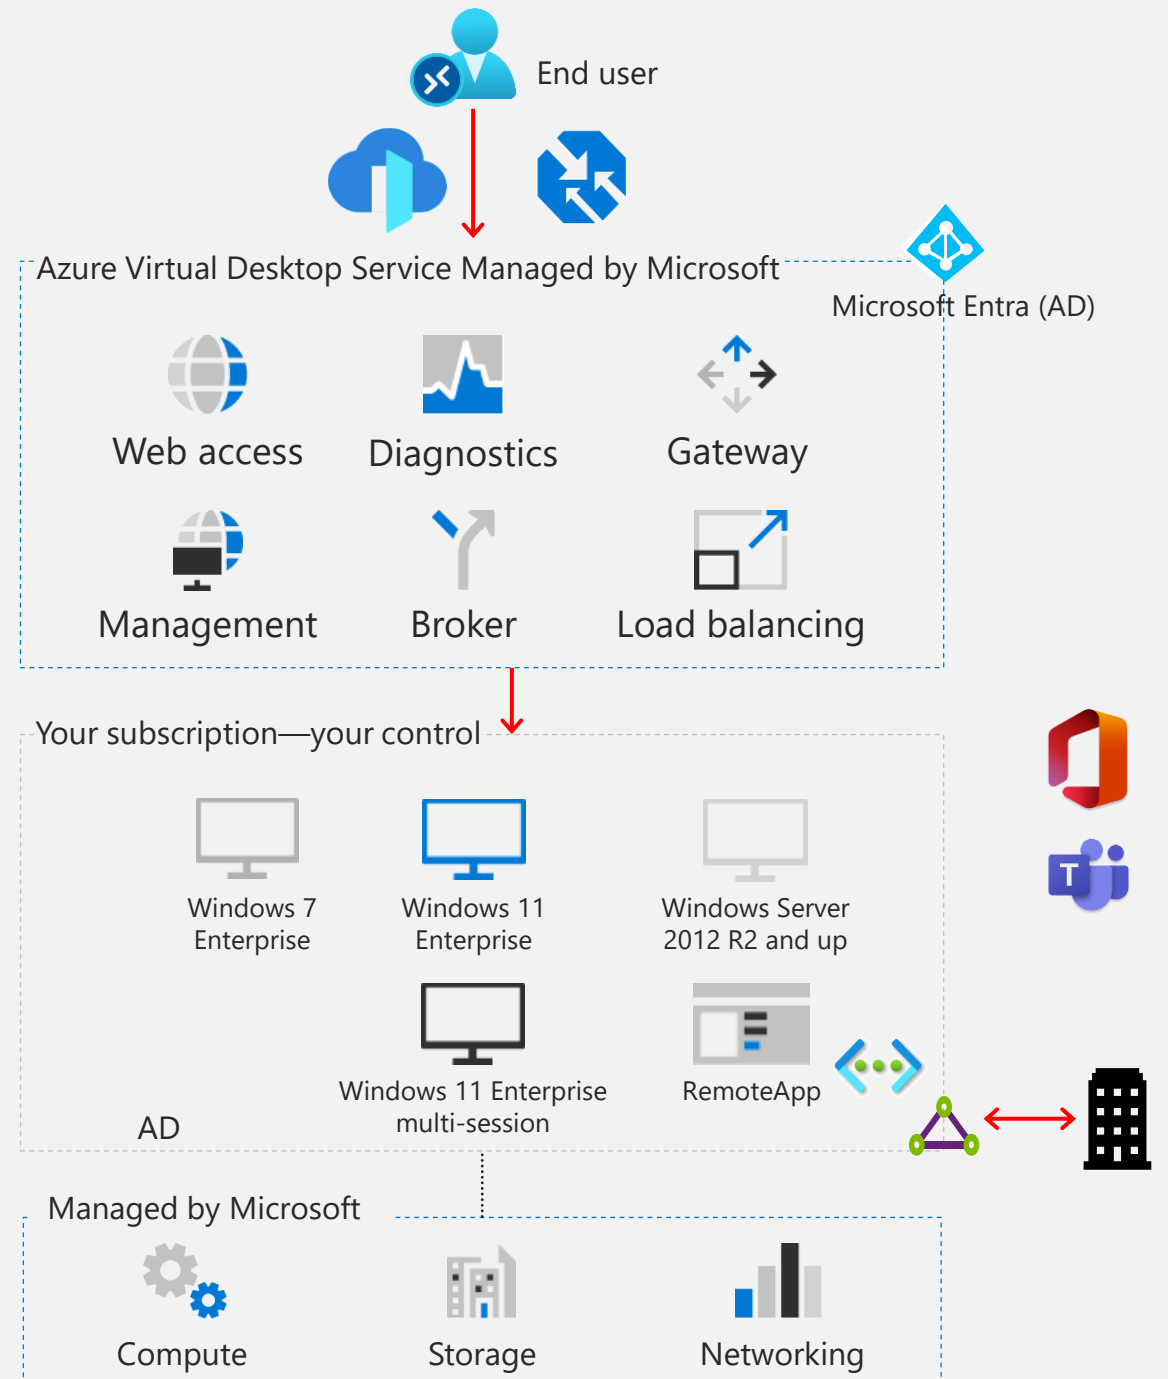 End user
Azure Virtual Desktop Service Managed by Microsoft
Microsoft Entra (AD)
Web access
Diagnostics
Gateway
Management
Broker
Load balancing
Your subscription—your control
Windows 7
Enterprise
Windows 11
Enterprise
Windows Server
2012 R2 and up
T
Windows 11 Enterprise
multi-session
RemoteApp
AD
Managed by Microsoft
Compute
Storage
Networking